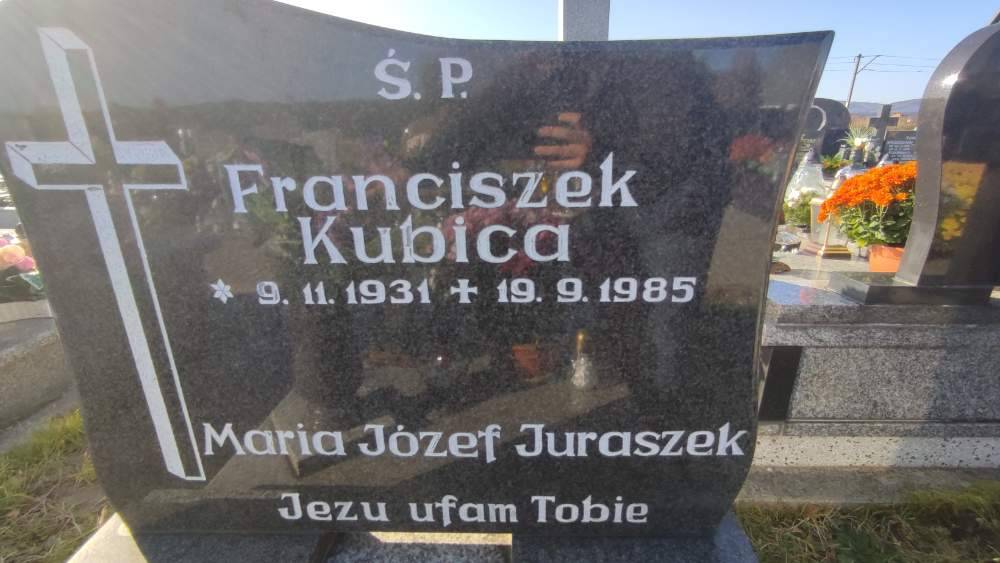 Ś. P.
Franciszek
Kubica
* 9. 11. 1931 + 19. 9. 1985
Maria Józef Juraszek
Jezu ufam Tobie